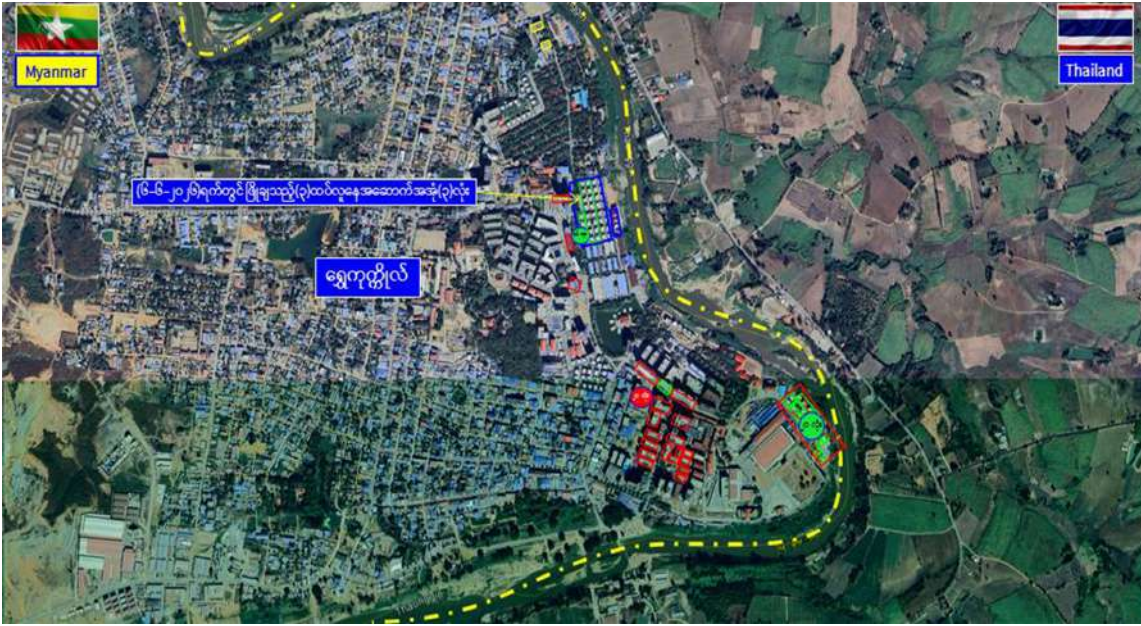 Myanmar
Thailand
(၆-၆-၂၀၂၆)ရက်တွင် ဖြိုချသည့်(၃)ထပ်လူနေအဆောက်အအုံ(၃)လုံး
ရွှေကုက္ကိုလ်